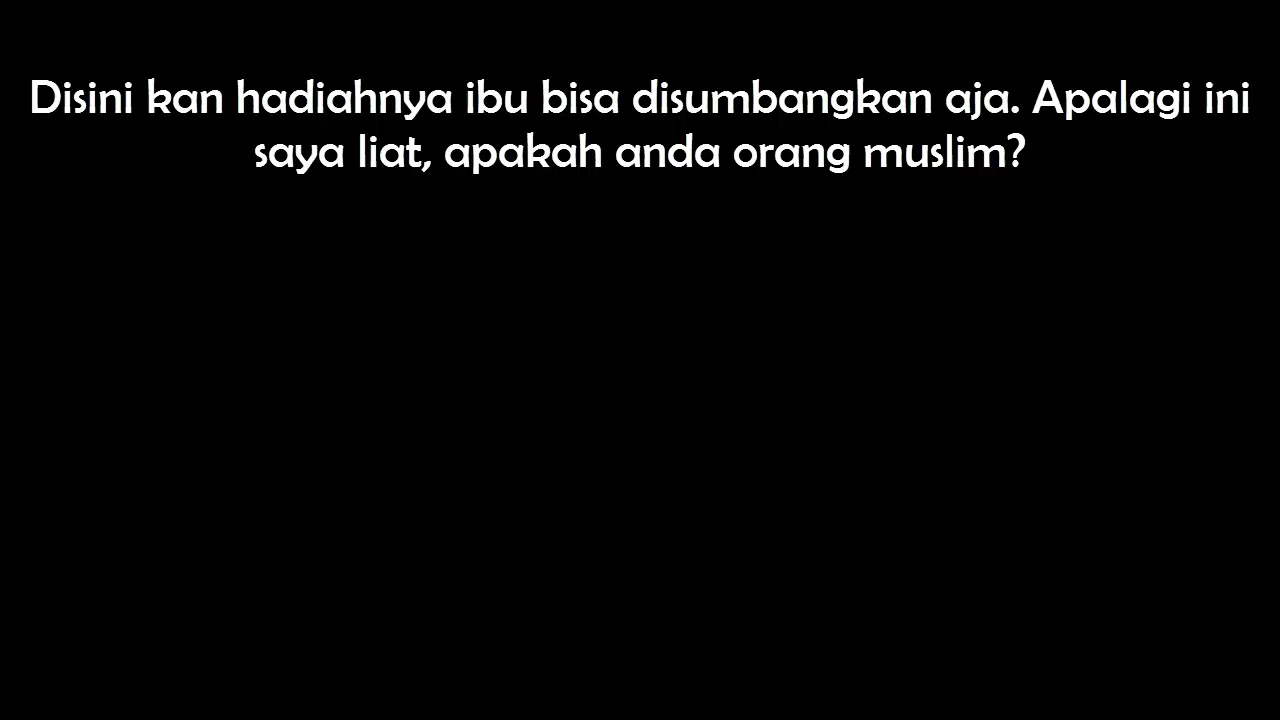 Disini kan hadiahnya ibu bisa disumbangkan aja. Apalagi ini
saya liat, apakah anda orang muslim?